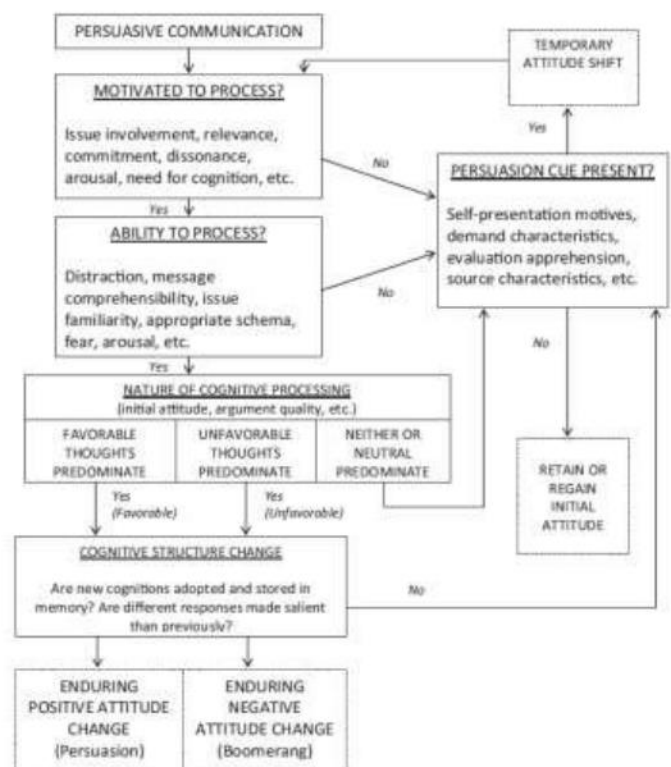 PERSUASIVE COMMUNICATION
TEMPORARY
ATTITUDE SHIFT
MOTIVATED TO PROCESS?
Issue involvement, relevance,
commitment, dissonance,
arousal, need for cognition, etc.
Yes
No
Yes
PERSUASION CUE PRESENT?
Self-presentation motives,
demand characteristics,
evaluation apprehension,
source characteristics, etc.
ABILITY TO PROCESS?
Distraction, message
comprehensibility, issue
familiarity, appropriate schema,
fear, arousal, etc.
No
Yes
No
NATURE OF COGNITIVE PROCESSING
(initial attitude, argument quality, etc.)
FAVORABLE
THOUGHTS
PREDOMINATE
UNFAVORABLE
THOUGHTS
PREDOMINATE
NEITHER OR
NEUTRAL
PREDOMINATE
RETAIN OR
REGAIN
INITIAL
ATTITUDE
Yes
(Favorable)
Yes
(Unfavorable)
COGNITIVE STRUCTURE CHANGE
Are new cognitions adopted and stored in
memory? Are different responses made salient
than previously?
No
ENDURING
POSITIVE ATTITUDE
CHANGE
(Persuasion)
ENDURING
NEGATIVE
ATTITUDE CHANGE
(Boomerang)